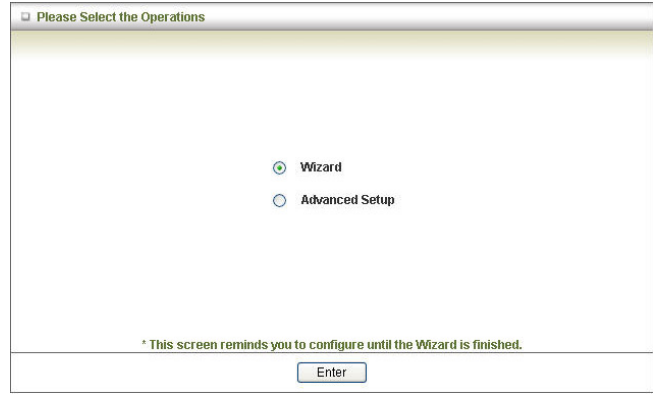 Please Select the Operations
Wizard
Advanced Setup
* This screen reminds you to configure until the Wizard is finished.
Enter